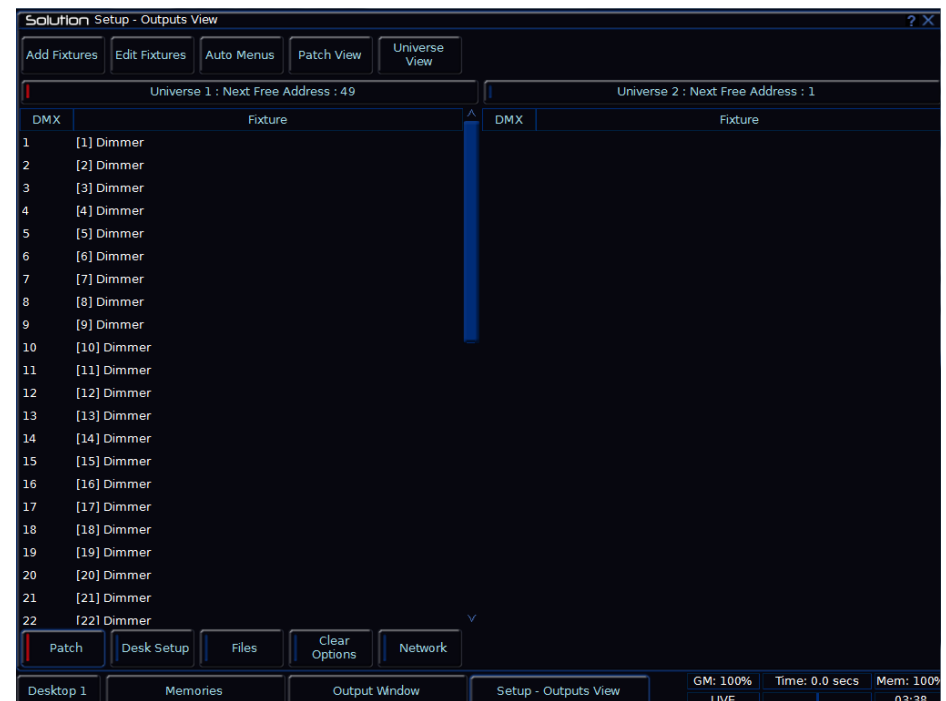 Solution Setup - Outputs View ? X
Add Fixtures Edit Fixtures Auto Menus Patch View Universe View
Universe 1 : Next Free Address : 49 Universe 2 : Next Free Address : 1
DMX Fixture DMX Fixture
1 [1] Dimmer
2 [2] Dimmer
3 [3] Dimmer
4 [4] Dimmer
5 [5] Dimmer
6 [6] Dimmer
7 [7] Dimmer
8 [8] Dimmer
9 [9] Dimmer
10 [10] Dimmer
11 [11] Dimmer
12 [12] Dimmer
13 [13] Dimmer
14 [14] Dimmer
15 [15] Dimmer
16 [16] Dimmer
17 [17] Dimmer
18 [18] Dimmer
19 [19] Dimmer
20 [20] Dimmer
21 [21] Dimmer
22 [22] Dimmer
Patch Desk Setup Files Clear Options Network
Desktop 1 Memories Output Window Setup - Outputs View GM: 100% Time: 0.0 secs Mem: 100%
LIVE 03:38